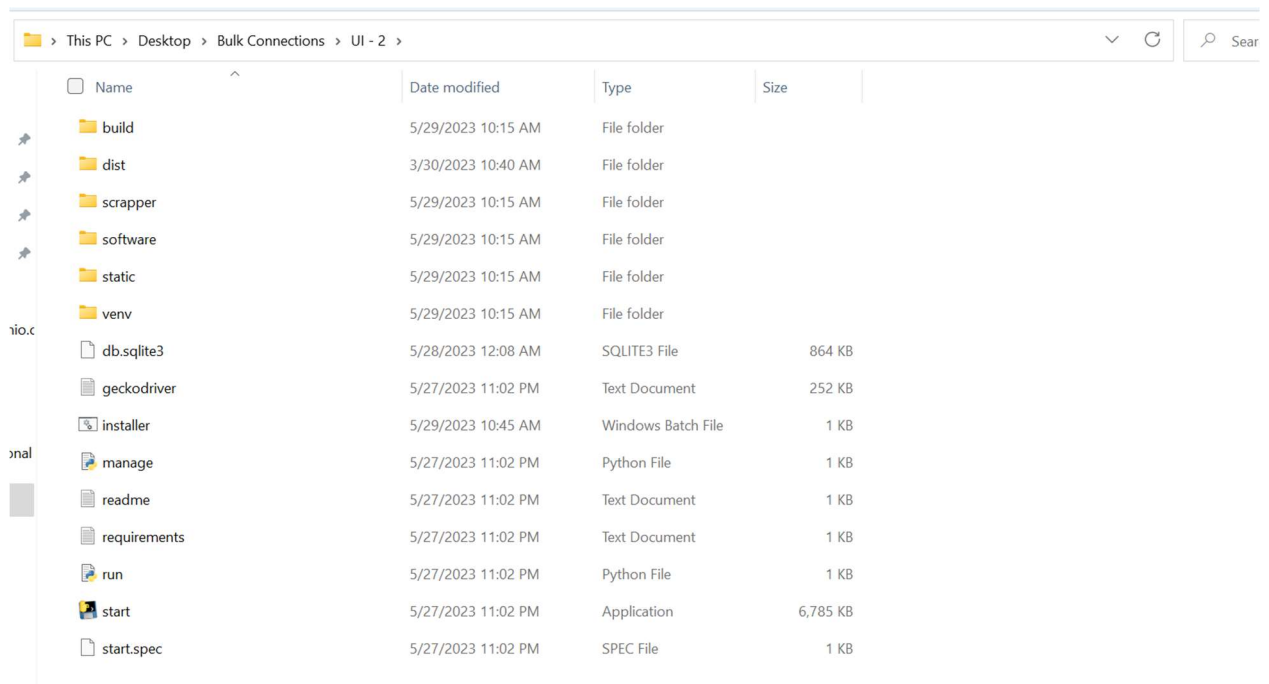 This PC > Desktop > Bulk Connections > UI - 2 >
Sear
Name Date modified Type Size
build 5/29/2023 10:15 AM File folder
dist 3/30/2023 10:40 AM File folder
scrapper 5/29/2023 10:15 AM File folder
software 5/29/2023 10:15 AM File folder
static 5/29/2023 10:15 AM File folder
venv 5/29/2023 10:15 AM File folder
db.sqlite3 5/28/2023 12:08 AM SQLITE3 File 864 KB
geckodriver 5/27/2023 11:02 PM Text Document 252 KB
installer 5/29/2023 10:45 AM Windows Batch File 1 KB
onal
manage 5/27/2023 11:02 PM Python File 1 KB
readme 5/27/2023 11:02 PM Text Document 1 KB
requirements 5/27/2023 11:02 PM Text Document 1 KB
run 5/27/2023 11:02 PM Python File 1 KB
start 5/27/2023 11:02 PM Application 6,785 KB
start.spec 5/27/2023 11:02 PM SPEC File 1 KB